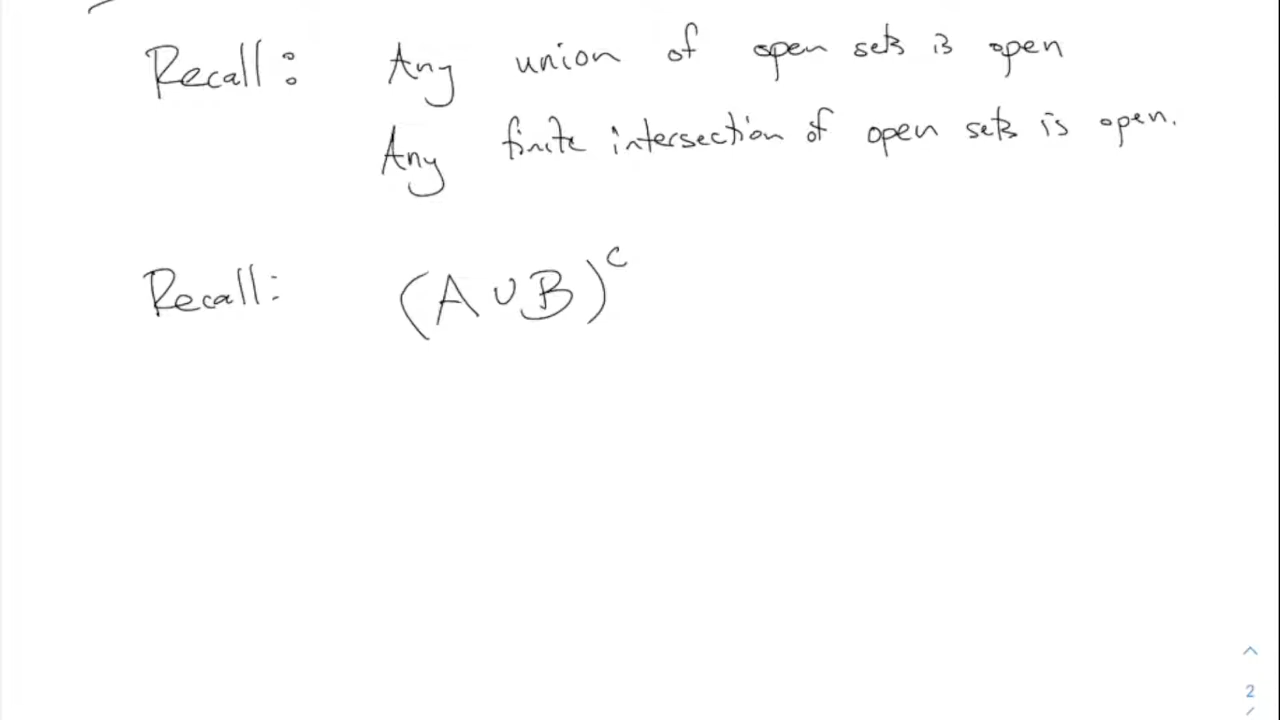 Recall: Any union of open sets is open
Any finite intersection of open sets is open.
Recall: (A ∪ B)^c
2